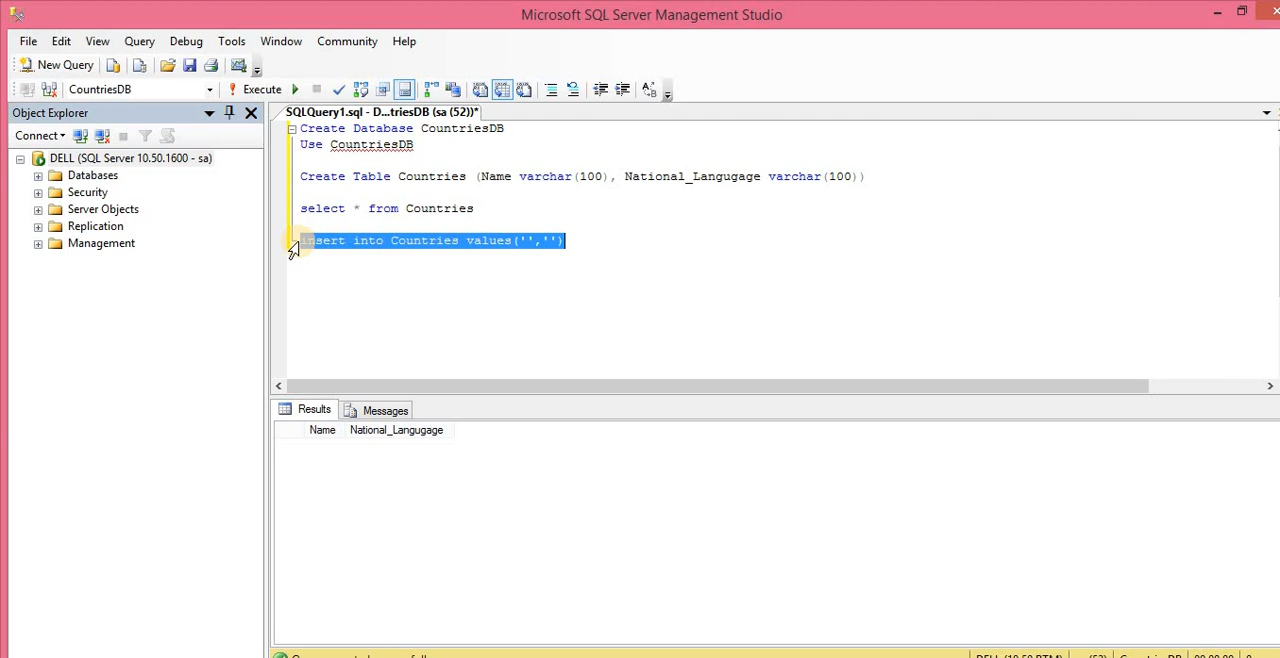 Microsoft SQL Server Management Studio
File Edit View Query Debug Tools Window Community Help
New Query
CountriesDB Execute
Object Explorer
SQLQuery1.sql - D...triesDB (sa (52))*
Connect
DELL (SQL Server 10.50.1600 - sa)
Databases
Security
Server Objects
Replication
Management
Create Database CountriesDB
Use CountriesDB
Create Table Countries (Name varchar(100), National_Langugage varchar(100))
select * from Countries
insert into Countries values('','')
Results Messages
Name National_Langugage